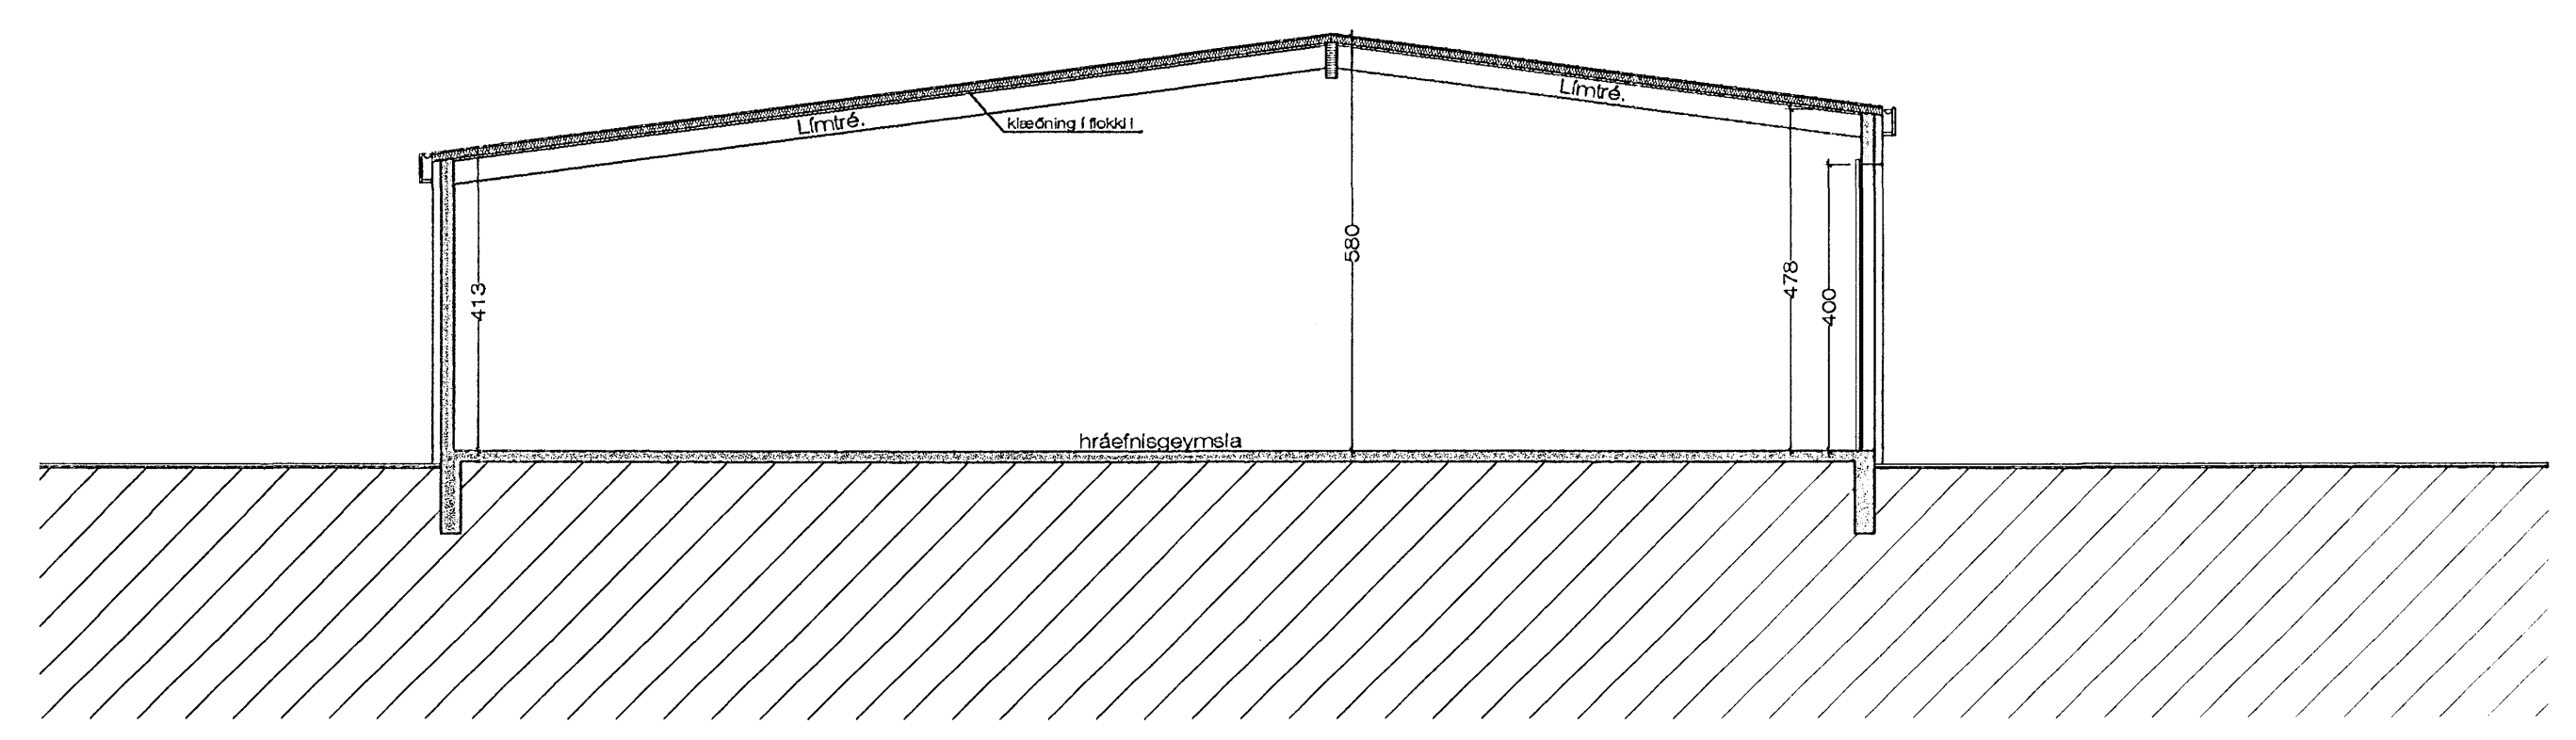 Límtré.
Límtré.
klæðning í flokki I
580
478
413
400
hráefnisgeymsla